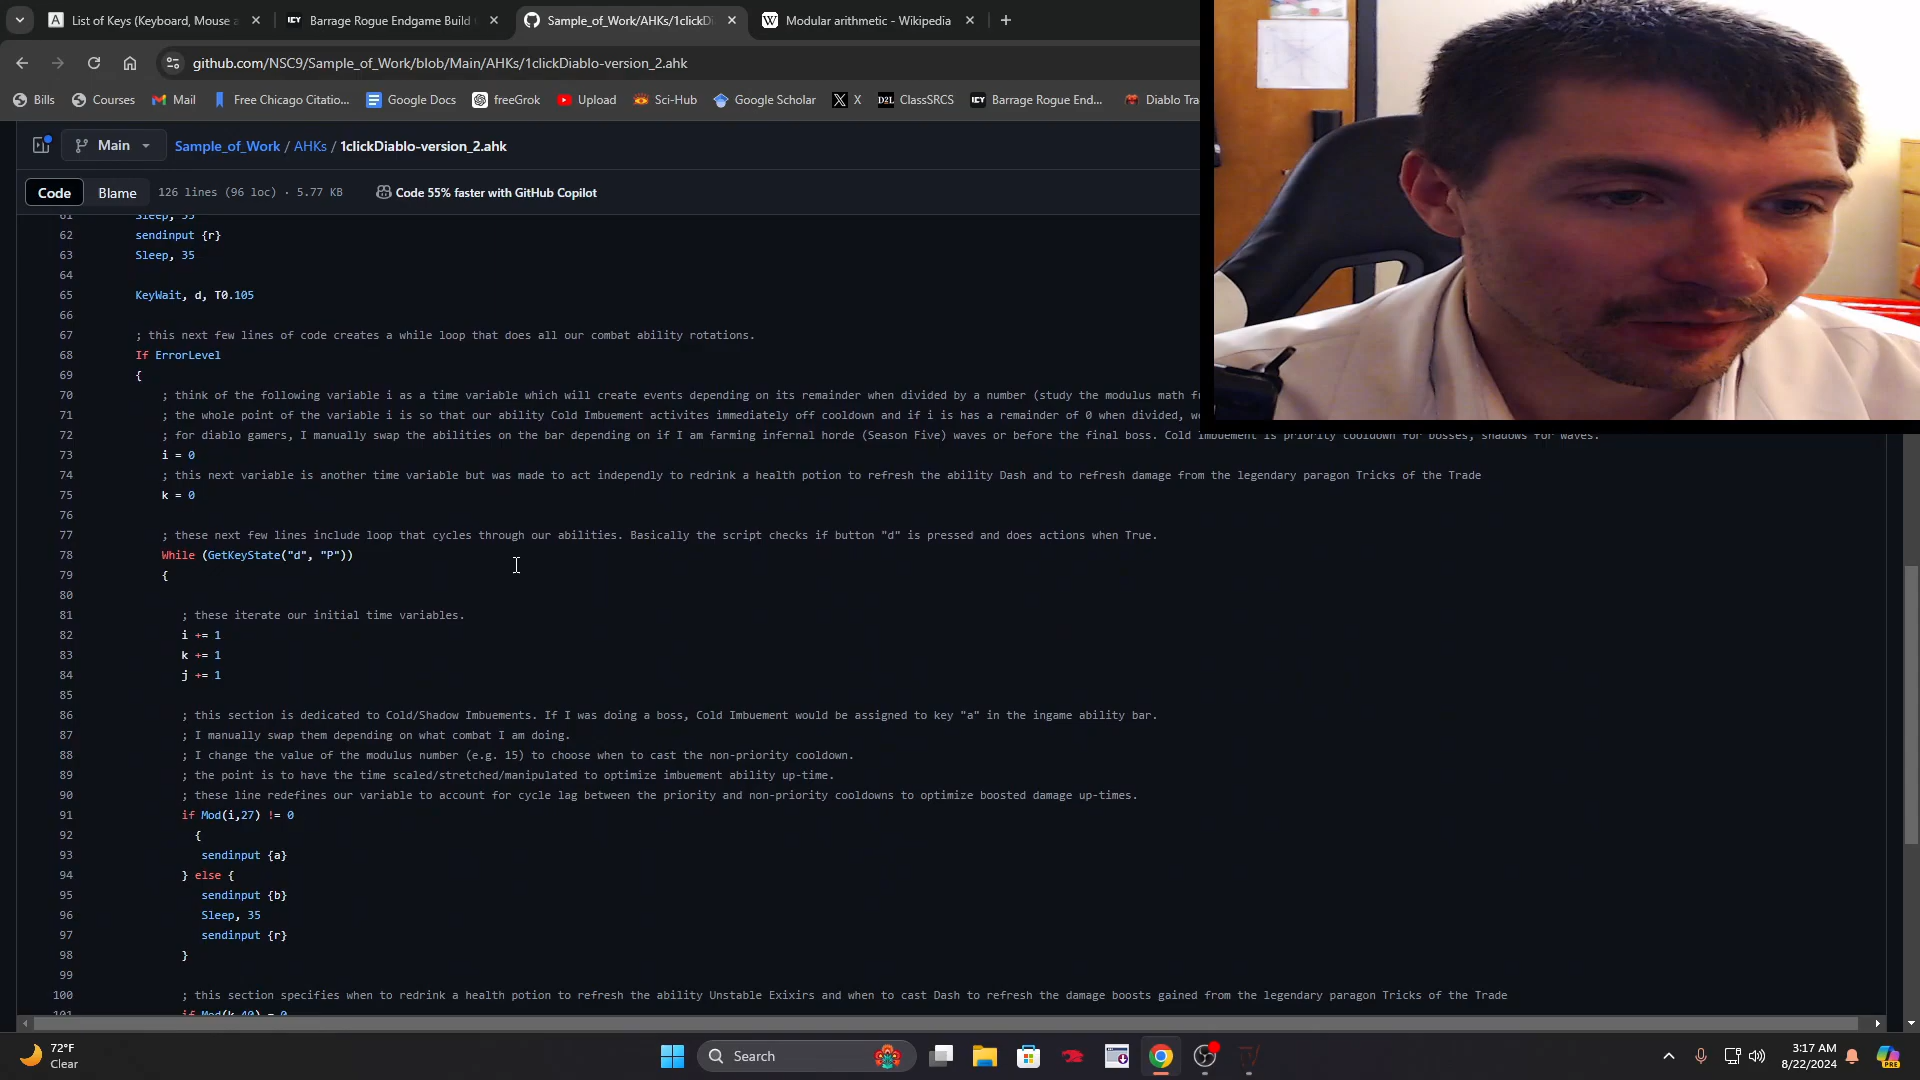 List of Keys (Keyboard, Mouse a
Barrage Rogue Endgame Build
Sample_of_Work/AHKs/1clickDi
Modular arithmetic - Wikipedia
github.com/NSC9/Sample_of_Work/blob/Main/AHKs/1clickDiablo-version_2.ahk
Bills
Courses
Mail
Free Chicago Citatio...
Google Docs
freeGrok
Upload
Sci-Hub
Google Scholar
X
ClassSRCS
Barrage Rogue End...
Diablo Tra
Main
Sample_of_Work / AHKs / 1clickDiablo-version_2.ahk
Code
Blame
126 lines (96 loc) · 5.77 KB
Code 55% faster with GitHub Copilot
61 Sleep, 35
62 sendinput {r}
63 Sleep, 35
64
65 KeyWait, d, T0.105
66
67 ; this next few lines of code creates a while loop that does all our combat ability rotations.
68 If ErrorLevel
69 {
70 ; think of the following variable i as a time variable which will create events depending on its remainder when divided by a number (study the modulus math f
71 ; the whole point of the variable i is so that our ability Cold Imbuement activites immediately off cooldown and if i is has a remainder of 0 when divided, w
72 ; for diablo gamers, I manually swap the abilities on the bar depending on if I am farming infernal horde (Season Five) waves or before the final boss. Cold Imbuement is priority cooldown for bosses, shadows for waves.
73 i = 0
74 ; this next variable is another time variable but was made to act independly to redrink a health potion to refresh the ability Dash and to refresh damage from the legendary paragon Tricks of the Trade
75 k = 0
76
77 ; these next few lines include loop that cycles through our abilities. Basically the script checks if button "d" is pressed and does actions when True.
78 While (GetKeyState("d", "P"))
79 {
80
81 ; these iterate our initial time variables.
82 i += 1
83 k += 1
84 j += 1
85
86 ; this section is dedicated to Cold/Shadow Imbuements. If I was doing a boss, Cold Imbuement would be assigned to key "a" in the ingame ability bar.
87 ; I manually swap them depending on what combat I am doing.
88 ; I change the value of the modulus number (e.g. 15) to choose when to cast the non-priority cooldown.
89 ; the point is to have the time scaled/stretched/manipulated to optimize imbuement ability up-time.
90 ; these line redefines our variable to account for cycle lag between the priority and non-priority cooldowns to optimize boosted damage up-times.
91 if Mod(i,27) != 0
92 {
93 sendinput {a}
94 } else {
95 sendinput {b}
96 Sleep, 35
97 sendinput {r}
98 }
99
100 ; this section specifies when to redrink a health potion to refresh the ability Unstable Exixirs and when to cast Dash to refresh the damage boosts gained from the legendary paragon Tricks of the Trade
101 if Mod(k,40) = 0
72°F
Clear
Search
3:17 AM
8/22/2024